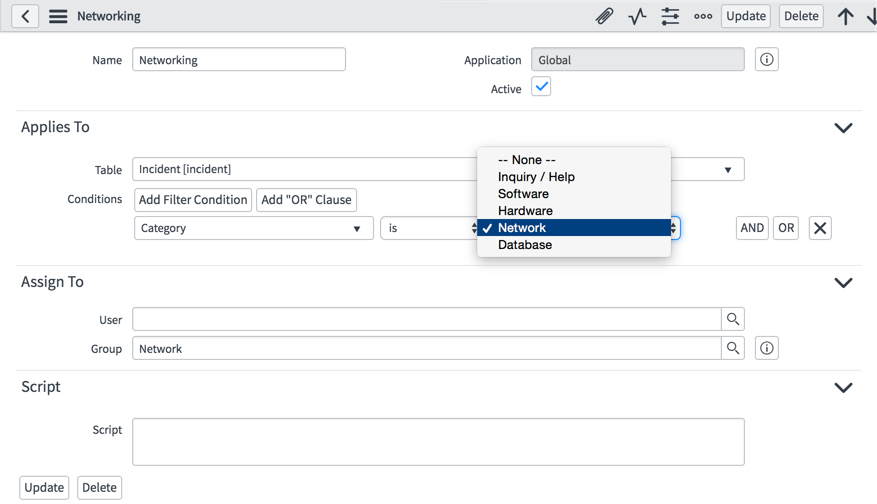 Networking Update Delete
Name Networking Application Global
Active
Applies To
Table Incident [incident]
-- None --
Inquiry / Help
Software
Hardware
Network
Database
Conditions Add Filter Condition Add "OR" Clause
Category is AND OR
Assign To
User
Group Network
Script
Script
Update Delete